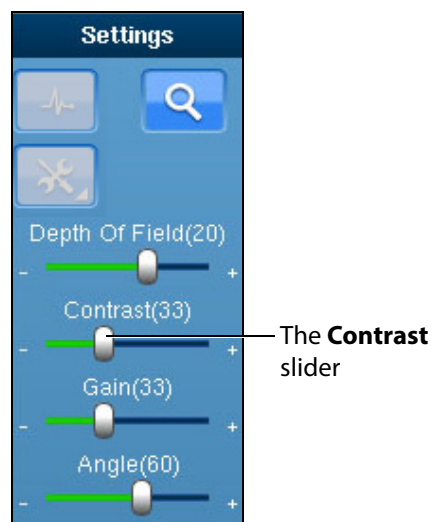 Settings
Depth Of Field(20)
- +
Contrast(33)
- +
The Contrast
slider
Gain(33)
- +
Angle(60)
- +